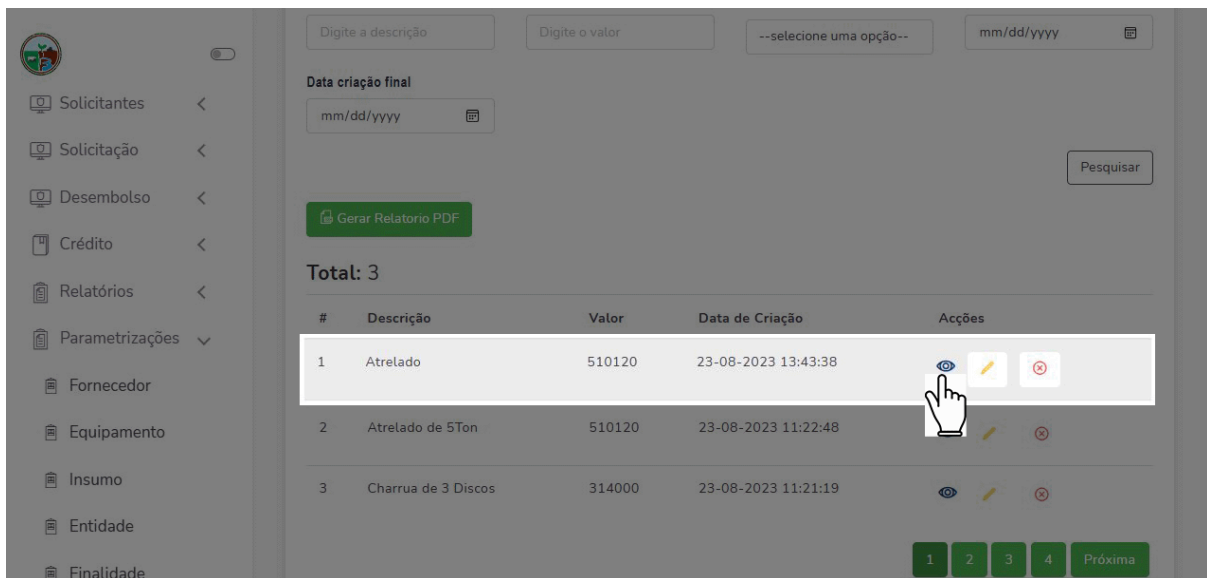 Digite a descrição
Digite o valor
--selecione uma opção--
mm/dd/yyyy
Data criação final
mm/dd/yyyy
Pesquisar
Gerar Relatorio PDF
Total: 3
# Descrição Valor Data de Criação Acções
1 Atrelado 510120 23-08-2023 13:43:38
2 Atrelado de 5Ton 510120 23-08-2023 11:22:48
3 Charrua de 3 Discos 314000 23-08-2023 11:21:19
1 2 3 4 Próxima
Solicitantes
Solicitação
Desembolso
Crédito
Relatórios
Parametrizações
Fornecedor
Equipamento
Insumo
Entidade
Finalidade